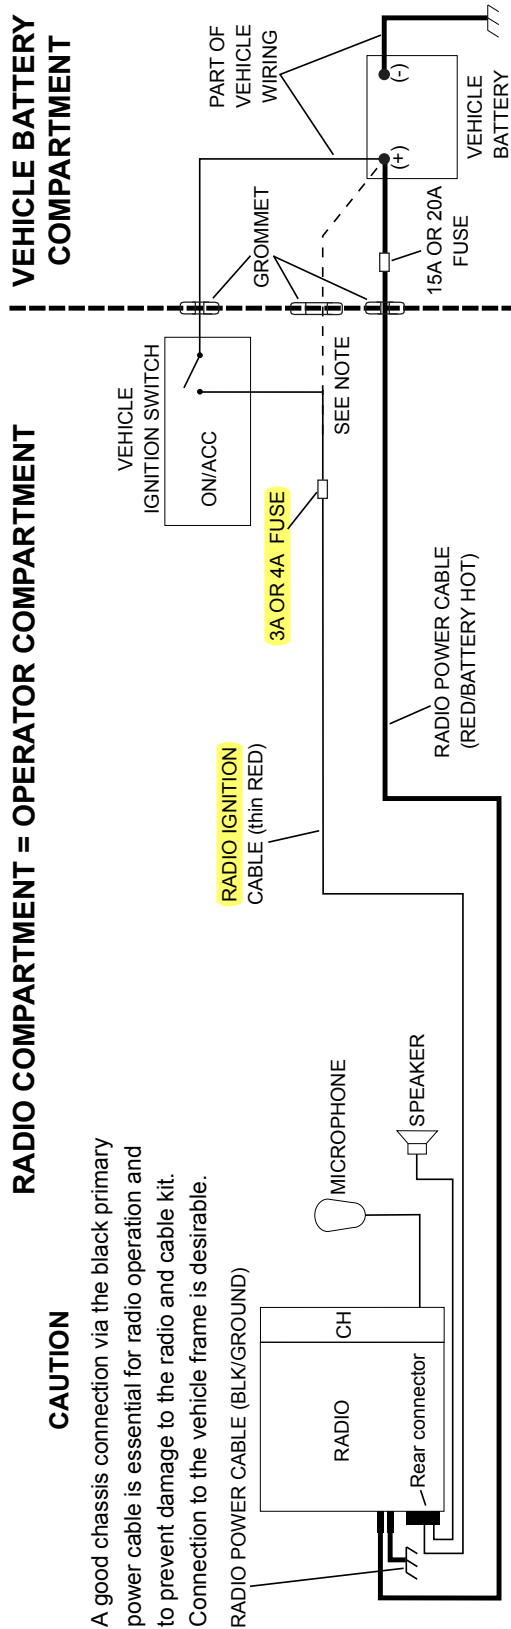 RADIO COMPARTMENT = OPERATOR COMPARTMENT
VEHICLE BATTERY
COMPARTMENT
CAUTION
A good chassis connection via the black primary
power cable is essential for radio operation and
to prevent damage to the radio and cable kit.
Connection to the vehicle frame is desirable.
RADIO POWER CABLE (BLK/GROUND)
RADIO
CH
Rear connector
MICROPHONE
SPEAKER
RADIO IGNITION
CABLE (thin RED)
3A OR 4A FUSE
VEHICLE
IGNITION SWITCH
ON/ACC
SEE NOTE
RADIO POWER CABLE
(RED/BATTERY HOT)
GROMMET
15A OR 20A
FUSE
PART OF
VEHICLE
WIRING
(+)
(-)
VEHICLE
BATTERY